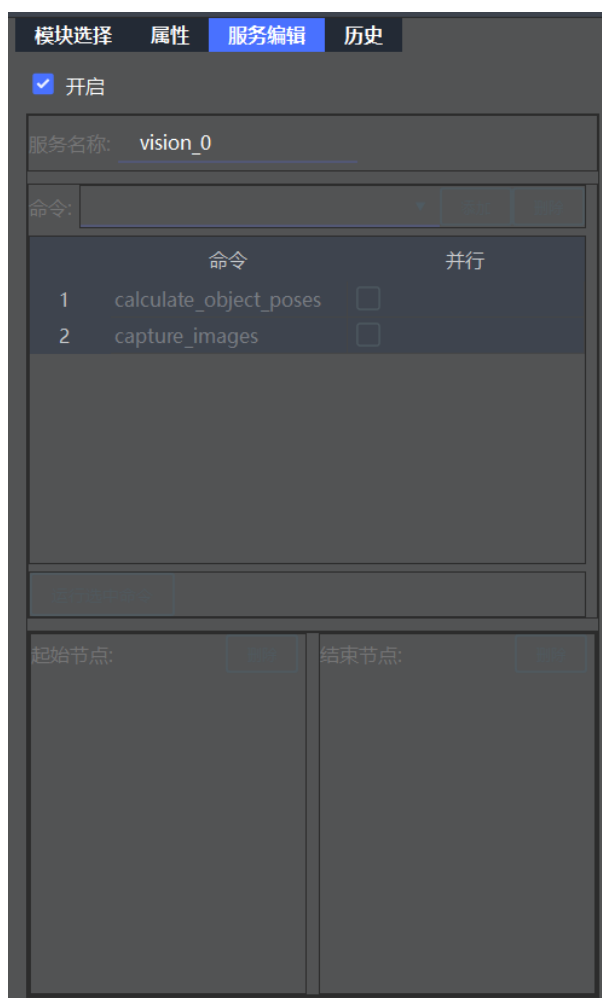 模块选择 属性 服务编辑 历史
开启
服务名称: vision_0
命令:
命令 并行
1 calculate_object_poses
2 capture_images
起始节点: 结束节点: